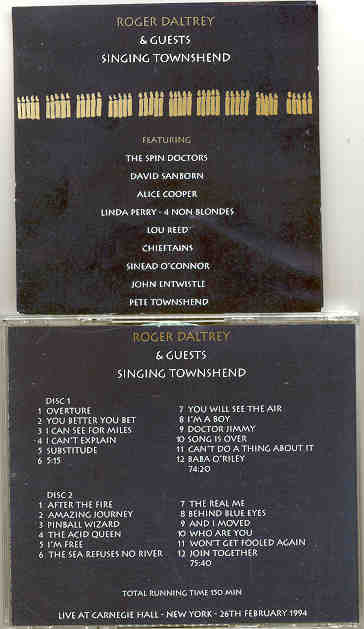 ROGER DALTREY
& GUESTS
SINGING TOWNSHEND
FEATURING
THE SPIN DOCTORS
DAVID SANBORN
ALICE COOPER
LINDA PERRY - 4 NON BLONDES
LOU REED
CHIEFTAINS
SINEAD O'CONNOR
JOHN ENTWISTLE
PETE TOWNSHEND
ROGER DALTREY
& GUESTS
SINGING TOWNSHEND
DISC 1
1 OVERTURE
2 YOU BETTER YOU BET
3 I CAN SEE FOR MILES
4 I CAN'T EXPLAIN
5 SUBSTITUDE
6 5:15
7 YOU WILL SEE THE AIR
8 I'M A BOY
9 DOCTOR JIMMY
10 SONG IS OVER
11 CAN'T DO A THING ABOUT IT
12 BABA O'RILEY
74:20
DISC 2
1 AFTER THE FIRE
2 AMAZING JOURNEY
3 PINBALL WIZARD
4 THE ACID QUEEN
5 I'M FREE
6 THE SEA REFUSES NO RIVER
7 THE REAL ME
8 BEHIND BLUE EYES
9 AND I MOVED
10 WHO ARE YOU
11 WON'T GET FOOLED AGAIN
12 JOIN TOGETHER
75:40
TOTAL RUNNING TIME 150 MIN
LIVE AT CARNEGIE HALL - NEW YORK - 26TH FEBRUARY 1994